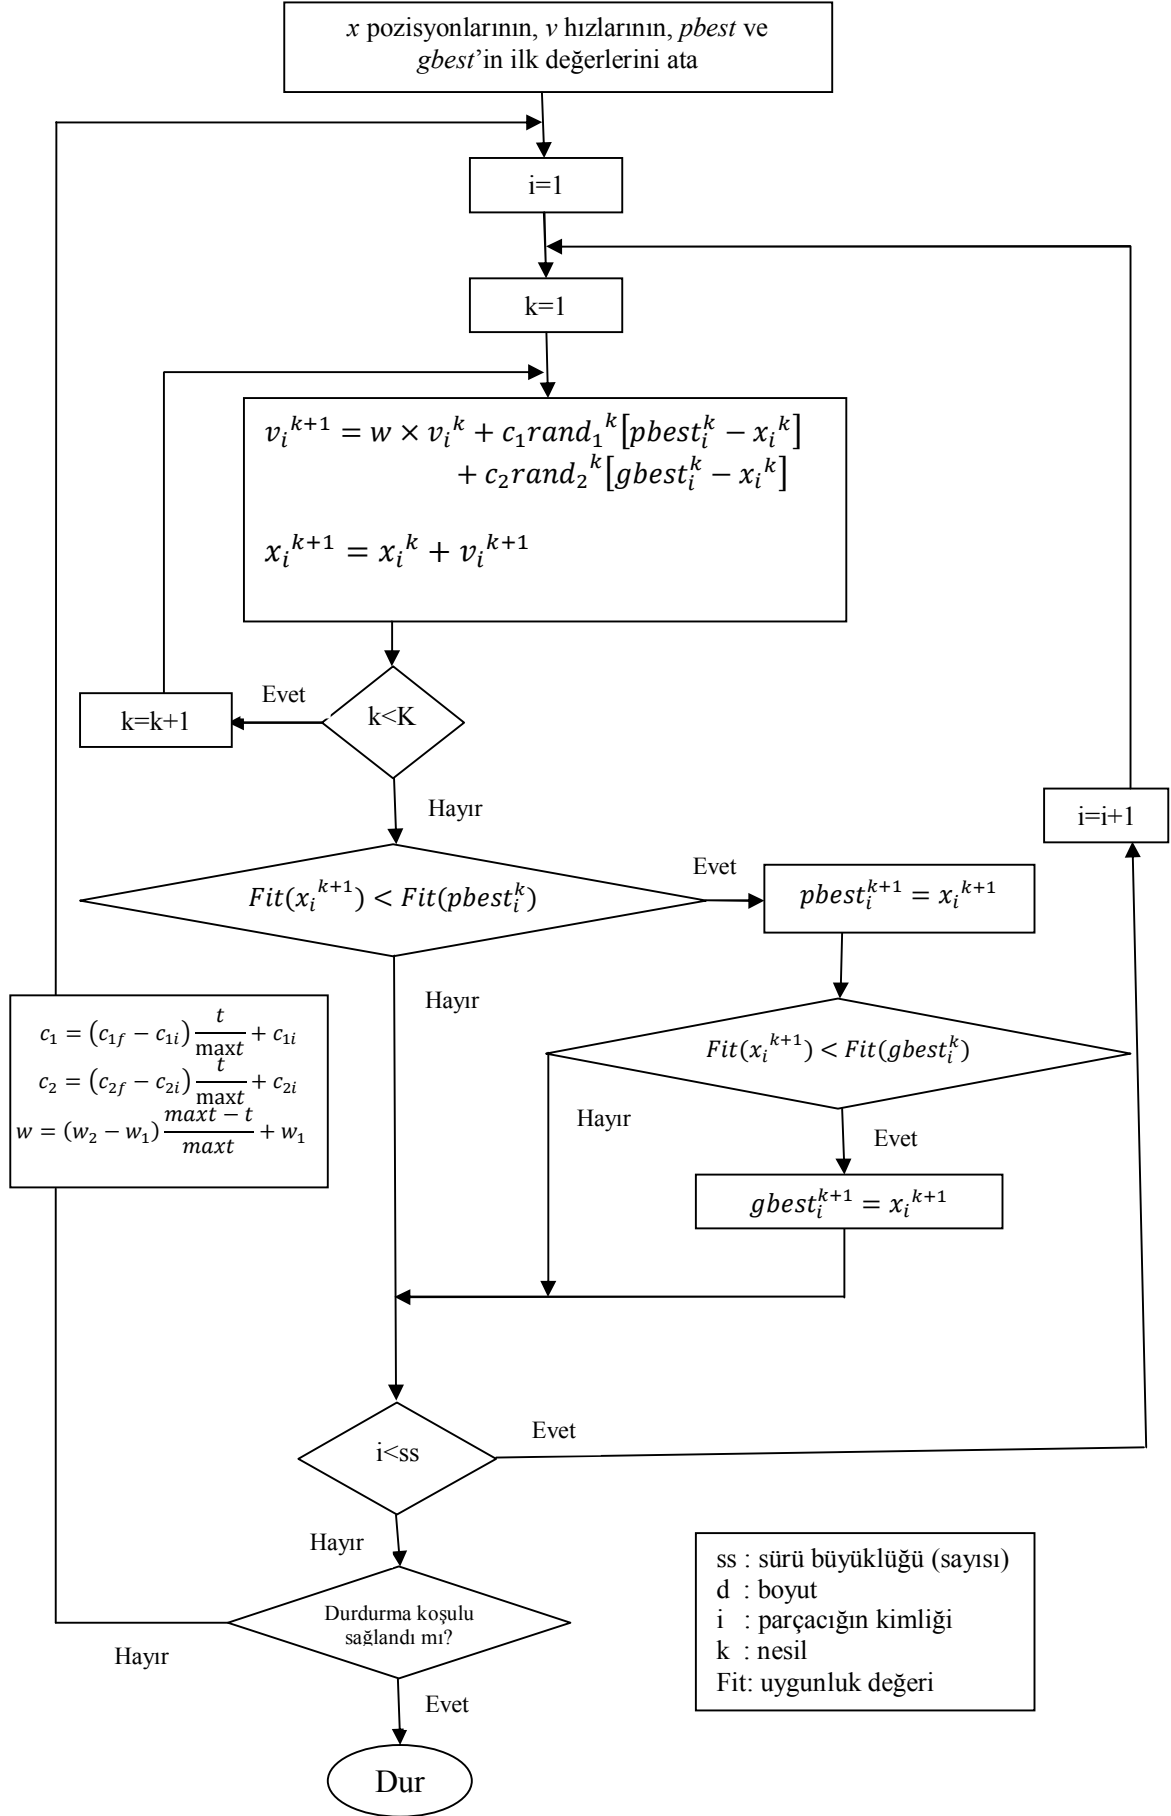 x pozisyonlarının, v hızlarının, pbest ve
gbest'in ilk değerlerini ata
i=1
k=1
v_i^{k+1} = w × v_i^k + c_1 rand_1^k [pbest_i^k − x_i^k]
+ c_2 rand_2^k [gbest_i^k − x_i^k]
x_i^{k+1} = x_i^k + v_i^{k+1}
Evet
k=k+1
k<K
Hayır
i=i+1
Evet
Fit(x_i^{k+1}) < Fit(pbest_i^k)
pbest_i^{k+1} = x_i^{k+1}
Hayır
c_1 = (c_{1f} − c_{1i}) t/maxt + c_{1i}
c_2 = (c_{2f} − c_{2i}) t/maxt + c_{2i}
w = (w_2 − w_1) maxt − t/maxt + w_1
Fit(x_i^{k+1}) < Fit(gbest_i^k)
Hayır
Evet
gbest_i^{k+1} = x_i^{k+1}
i<ss
Evet
Hayır
Durdurma koşulu
sağlandı mı?
Hayır
Evet
Dur
ss : sürü büyüklüğü (sayısı)
d : boyut
i : parçacığın kimliği
k : nesil
Fit: uygunluk değeri